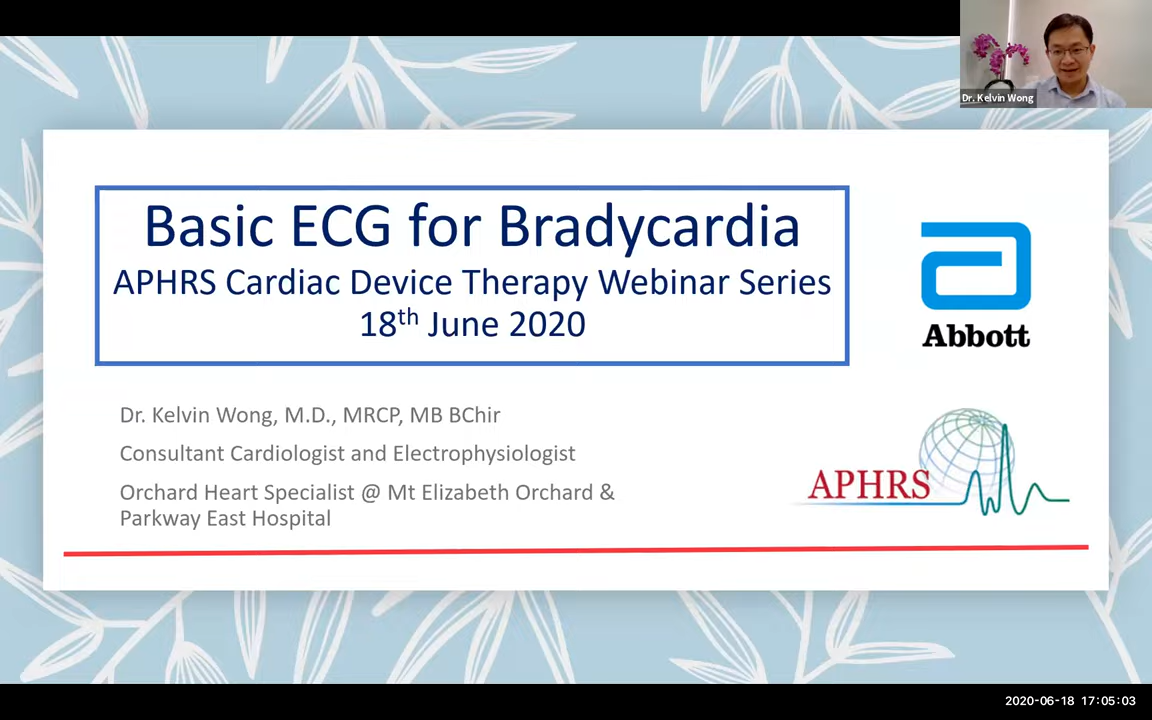 Dr. Kelvin Wong
Basic ECG for Bradycardia
APHRS Cardiac Device Therapy Webinar Series
18th June 2020
Abbott
Dr. Kelvin Wong, M.D., MRCP, MB BChir
Consultant Cardiologist and Electrophysiologist
Orchard Heart Specialist @ Mt Elizabeth Orchard &
Parkway East Hospital
APHRS
2020-06-18 17:05:03